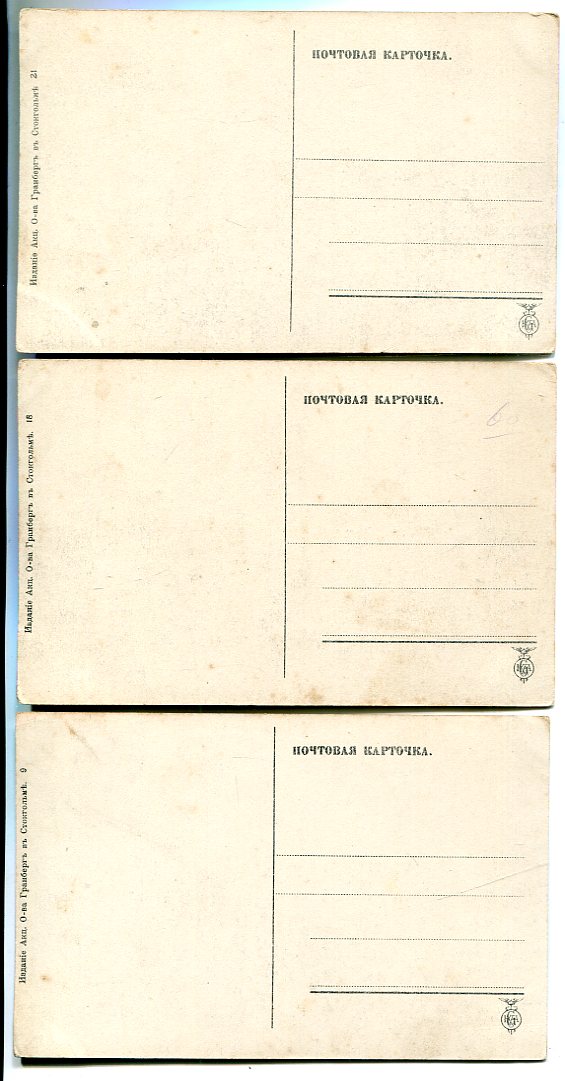 ПОЧТОВАЯ КАРТОЧКА.
Изданіе Акц. О-ва Гранбергъ въ Стокгольмѣ 21
ПОЧТОВАЯ КАРТОЧКА.
60
Изданіе Акц. О-ва Гранбергъ въ Стокгольмѣ. 18
ПОЧТОВАЯ КАРТОЧКА.
Изданіе Акц. О-ва Гранбергъ въ Стокгольмѣ. 9